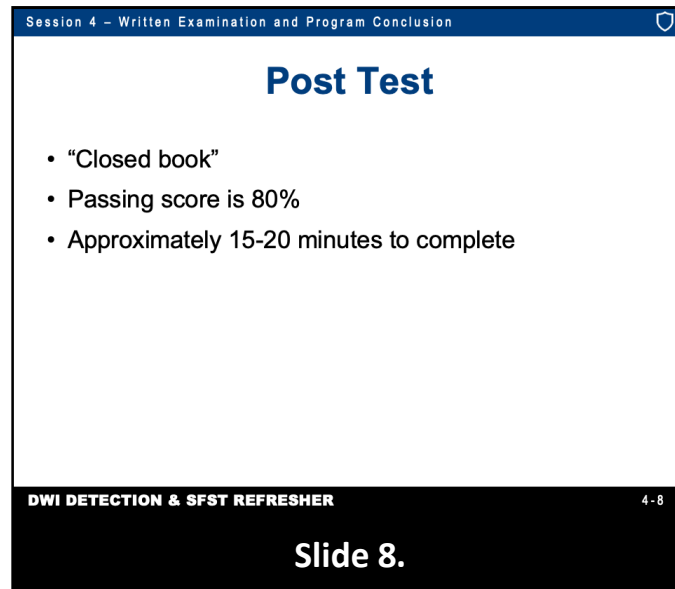 Session 4 – Written Examination and Program Conclusion
Post Test
• “Closed book”
• Passing score is 80%
• Approximately 15-20 minutes to complete
DWI DETECTION & SFST REFRESHER 4-8
Slide 8.